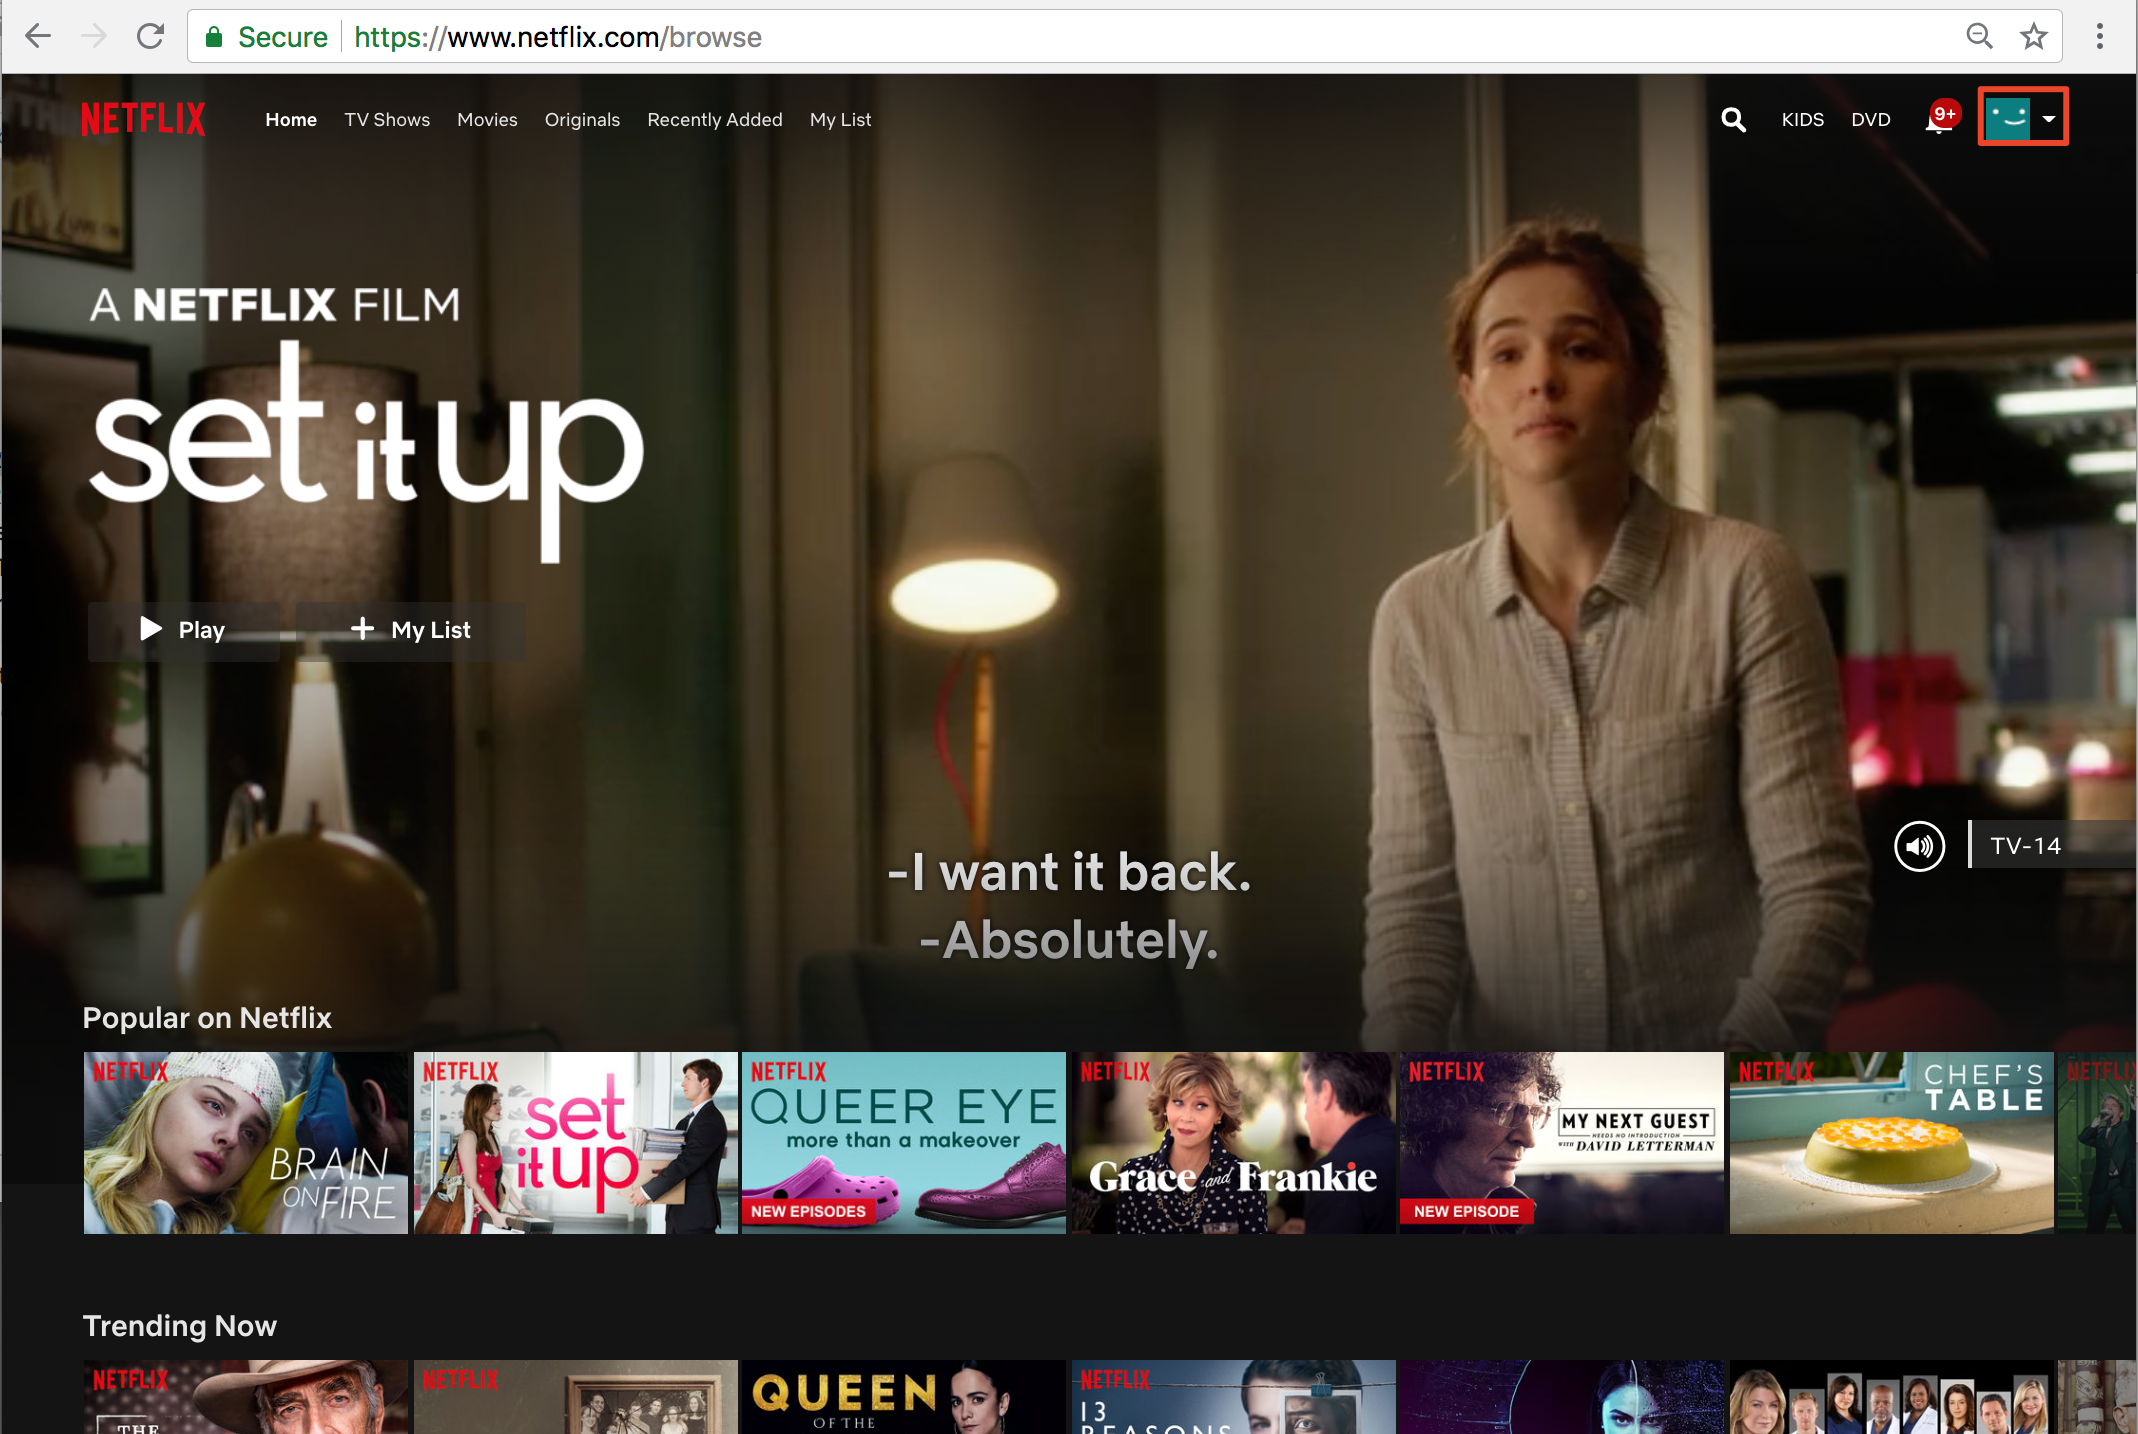 Secure https://www.netflix.com/browse
NETFLIX Home TV Shows Movies Originals Recently Added My List KIDS DVD 9+
A NETFLIX FILM
set it up
Play + My List
TV-14
-I want it back.
-Absolutely.
Popular on Netflix
NETFLIX
BRAIN
ON FIRE
NETFLIX
set
it up
NETFLIX
QUEER EYE
more than a makeover
NEW EPISODES
NETFLIX
Grace and Frankie
NETFLIX
MY NEXT GUEST
NEEDS NO INTRODUCTION
WITH DAVID LETTERMAN
NEW EPISODE
NETFLIX
CHEF'S
TABLE
NETFLIX
Trending Now
NETFLIX
THE
NETFLIX
QUEEN
OF THE
NETFLIX
13
REASONS